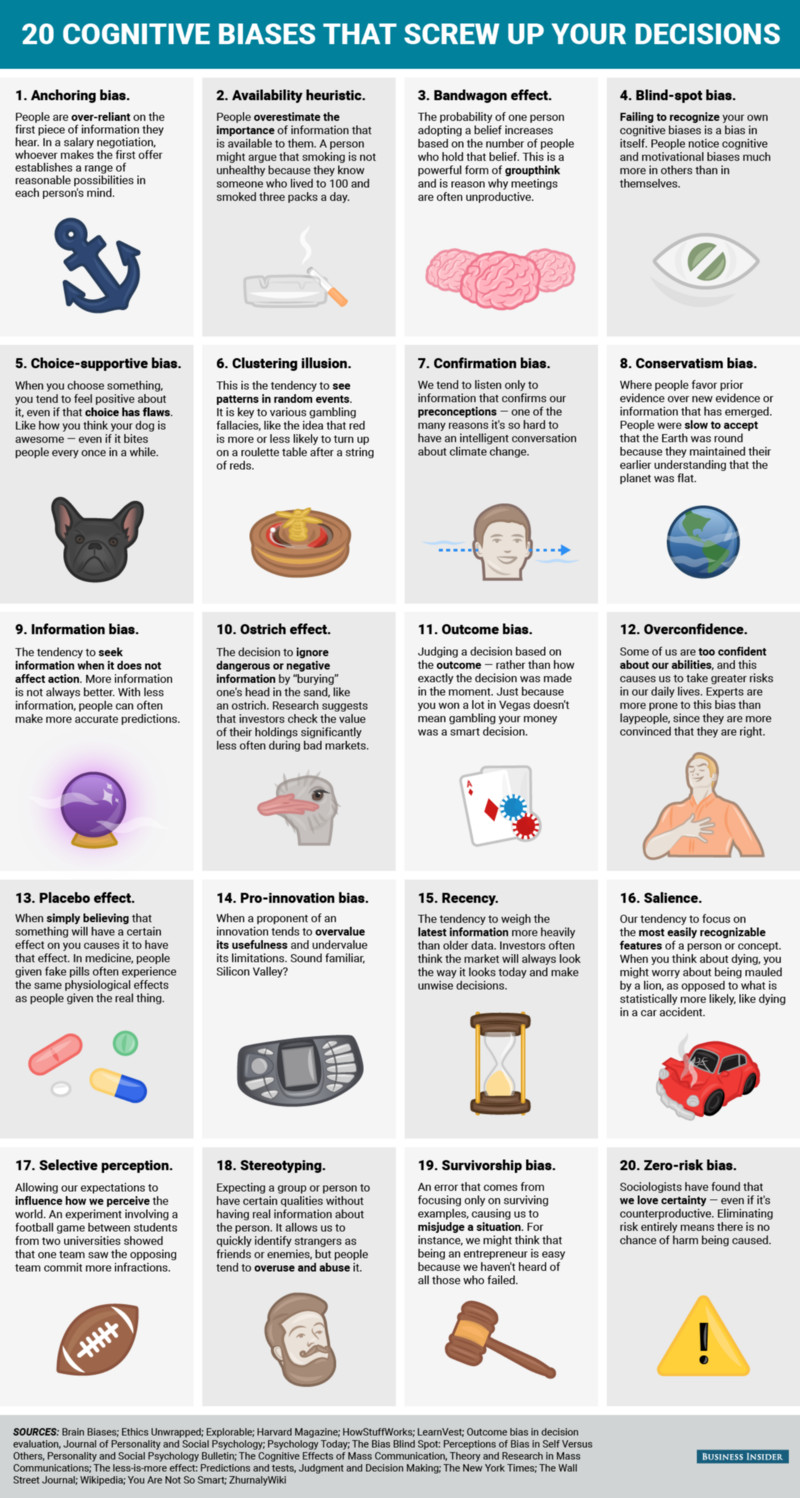 20 COGNITIVE BIASES THAT SCREW UP YOUR DECISIONS
1. Anchoring bias.
People are over-reliant on the
first piece of information they
hear. In a salary negotiation,
whoever makes the first offer
establishes a range of
reasonable possibilities in
each person's mind.
2. Availability heuristic.
People overestimate the
importance of information that
is available to them. A person
might argue that smoking is not
unhealthy because they know
someone who lived to 100 and
smoked three packs a day.
3. Bandwagon effect.
The probability of one person
adopting a belief increases
based on the number of people
who hold that belief. This is a
powerful form of groupthink
and is reason why meetings
are often unproductive.
4. Blind-spot bias.
Failing to recognize your own
cognitive biases is a bias in
itself. People notice cognitive
and motivational biases much
more in others than in
themselves.
5. Choice-supportive bias.
When you choose something,
you tend to feel positive about
it, even if that choice has flaws.
Like how you think your dog is
awesome — even if it bites
people every once in a while.
6. Clustering illusion.
This is the tendency to see
patterns in random events.
It is key to various gambling
fallacies, like the idea that red
is more or less likely to turn up
on a roulette table after a string
of reds.
7. Confirmation bias.
We tend to listen only to
information that confirms our
preconceptions — one of the
many reasons it's so hard to
have an intelligent conversation
about climate change.
8. Conservatism bias.
Where people favor prior
evidence over new evidence or
information that has emerged.
People were slow to accept
that the Earth was round
because they maintained their
earlier understanding that the
planet was flat.
9. Information bias.
The tendency to seek
information when it does not
affect action. More information
is not always better. With less
information, people can often
make more accurate predictions.
10. Ostrich effect.
The decision to ignore
dangerous or negative
information by “burying”
one's head in the sand, like
an ostrich. Research suggests
that investors check the value
of their holdings significantly
less often during bad markets.
11. Outcome bias.
Judging a decision based on
the outcome — rather than how
exactly the decision was made
in the moment. Just because
you won a lot in Vegas doesn't
mean gambling your money
was a smart decision.
A
12. Overconfidence.
Some of us are too confident
about our abilities, and this
causes us to take greater risks
in our daily lives. Experts are
more prone to this bias than
laypeople, since they are more
convinced that they are right.
13. Placebo effect.
When simply believing that
something will have a certain
effect on you causes it to have
that effect. In medicine, people
given fake pills often experience
the same physiological effects
as people given the real thing.
14. Pro-innovation bias.
When a proponent of an
innovation tends to overvalue
its usefulness and undervalue
its limitations. Sound familiar,
Silicon Valley?
15. Recency.
The tendency to weigh the
latest information more heavily
than older data. Investors often
think the market will always look
the way it looks today and make
unwise decisions.
16. Salience.
Our tendency to focus on
the most easily recognizable
features of a person or concept.
When you think about dying, you
might worry about being mauled
by a lion, as opposed to what is
statistically more likely, like dying
in a car accident.
17. Selective perception.
Allowing our expectations to
influence how we perceive the
world. An experiment involving a
football game between students
from two universities showed
that one team saw the opposing
team commit more infractions.
18. Stereotyping.
Expecting a group or person to
have certain qualities without
having real information about
the person. It allows us to
quickly identify strangers as
friends or enemies, but people
tend to overuse and abuse it.
19. Survivorship bias.
An error that comes from
focusing only on surviving
examples, causing us to
misjudge a situation. For
instance, we might think that
being an entrepreneur is easy
because we haven't heard of
all those who failed.
20. Zero-risk bias.
Sociologists have found that
we love certainty — even if it's
counterproductive. Eliminating
risk entirely means there is no
chance of harm being caused.
!
SOURCES: Brain Biases; Ethics Unwrapped; Explorable; Harvard Magazine; HowStuffWorks; LearnVest; Outcome bias in decision
evaluation, Journal of Personality and Social Psychology; Psychology Today; The Bias Blind Spot: Perceptions of Bias in Self Versus
Others, Personality and Social Psychology Bulletin; The Cognitive Effects of Mass Communication, Theory and Research in Mass
Communications; The less-is-more effect: Predictions and tests, Judgment and Decision Making; The New York Times; The Wall
Street Journal; Wikipedia; You Are Not So Smart; ZhurnalyWiki
BUSINESS INSIDER